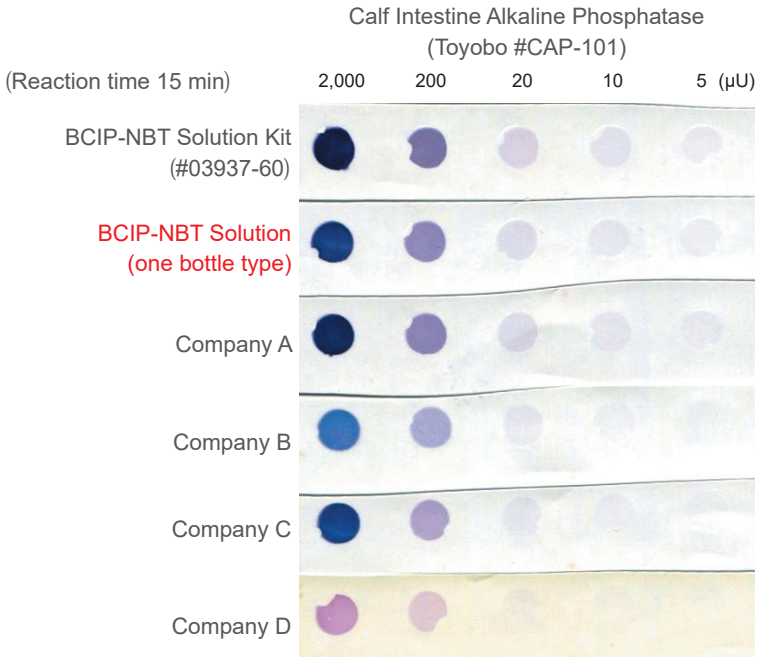 Calf Intestine Alkaline Phosphatase
(Toyobo #CAP-101)
(Reaction time 15 min) 2,000 200 20 10 5 (μU)
BCIP-NBT Solution Kit
(#03937-60)
BCIP-NBT Solution
(one bottle type)
Company A
Company B
Company C
Company D